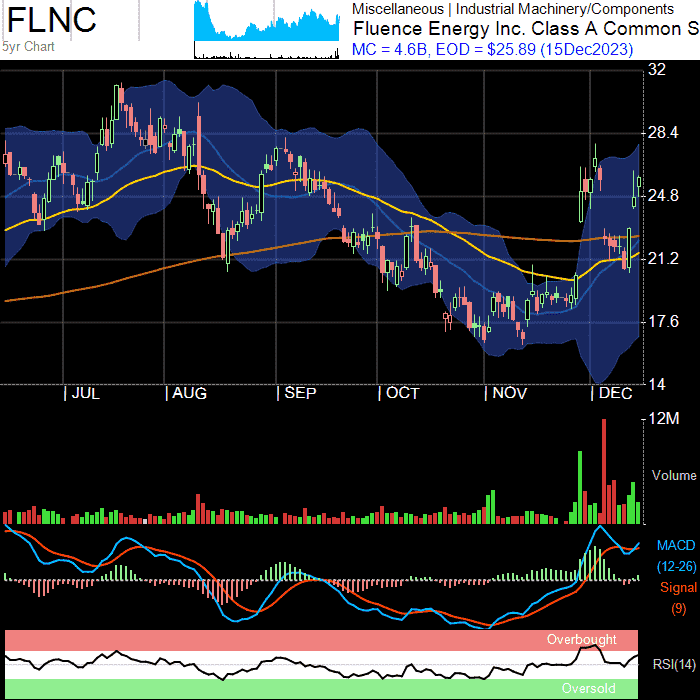 FLNC
5yr Chart
Miscellaneous | Industrial Machinery/Components
Fluence Energy Inc. Class A Common S
MC = 4.6B, EOD = $25.89 (15Dec2023)
32
28.4
24.8
21.2
17.6
14
| JUL | AUG | SEP | OCT | NOV | DEC
12M
Volume
MACD
(12-26)
Signal
(9)
Overbought
RSI(14)
Oversold